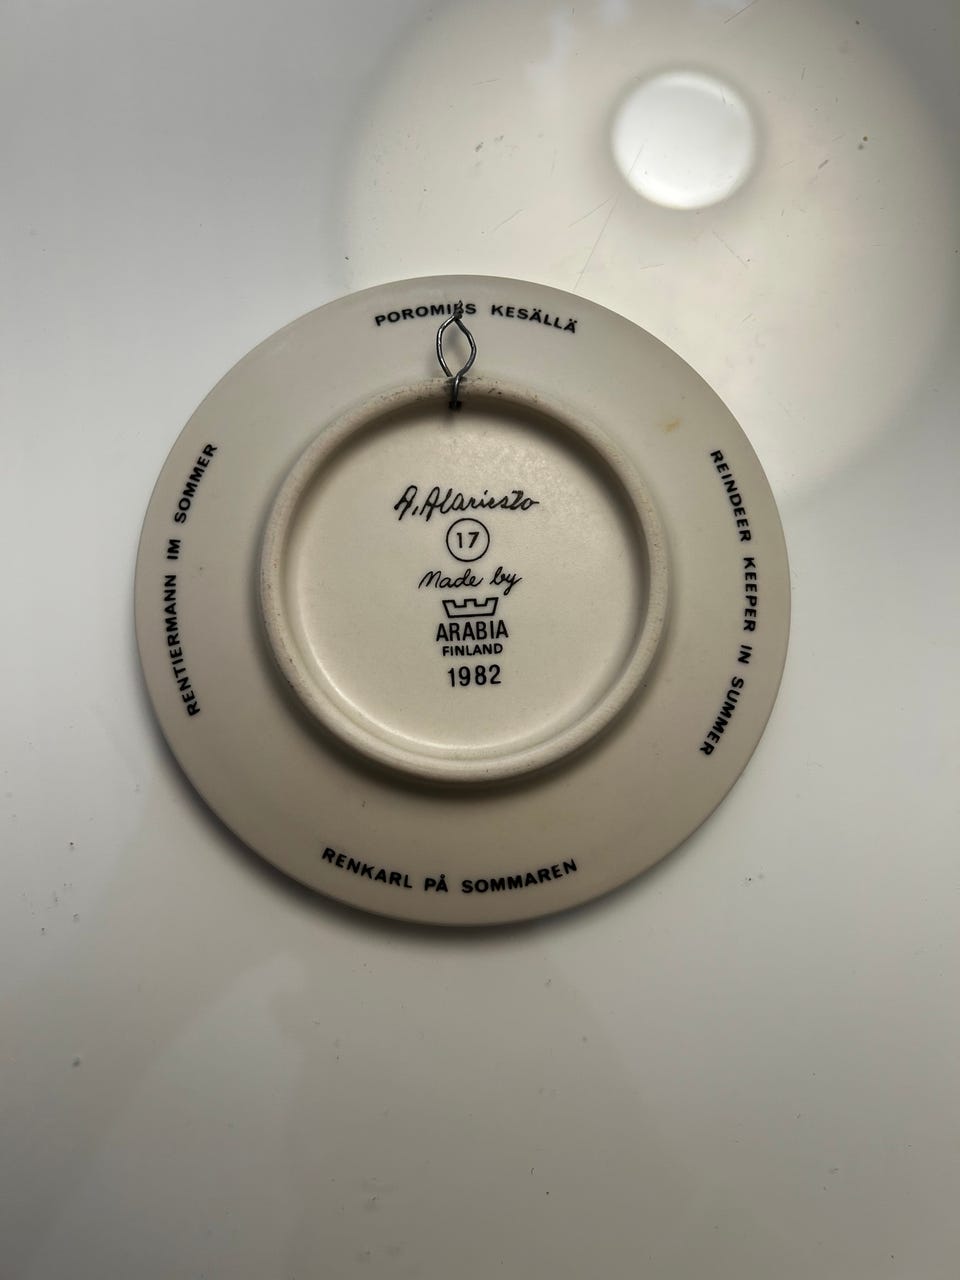 POROMIES KESÄLLÄ
REINDEER KEEPER IN SUMMER
RENKARL PÅ SOMMAREN
RENTIERMANN IM SOMMER
A. Alariesto
17
Made by
ARABIA
FINLAND
1982